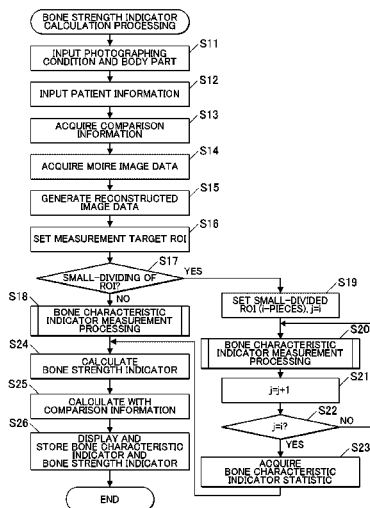 BONE STRENGTH INDICATOR
CALCULATION PROCESSING
S11
INPUT PHOTOGRAPHING
CONDITION AND BODY PART
S12
INPUT PATIENT INFORMATION
S13
ACQUIRE COMPARISON
INFORMATION
S14
ACQUIRE MOIRE IMAGE DATA
S15
GENERATE RECONSTRUCTED
IMAGE DATA
S16
SET MEASUREMENT TARGET ROI
S17
SMALL-DIVIDING OF
ROI?
YES
NO
S18
BONE CHARACTERISTIC
INDICATOR MEASUREMENT
PROCESSING
S24
CALCULATE
BONE STRENGTH INDICATOR
S25
CALCULATE WITH
COMPARISON INFORMATION
S26
DISPLAY AND
STORE BONE CHARACTERISTIC
INDICATOR AND
BONE STRENGTH INDICATOR
END
S19
SET SMALL-DIVIDED
ROI (i-PIECES), j=i
S20
BONE CHARACTERISTIC
INDICATOR MEASUREMENT
PROCESSING
S21
j=j+1
S22
j=i?
NO
YES
S23
ACQUIRE
BONE CHARACTERISTIC
INDICATOR STATISTIC